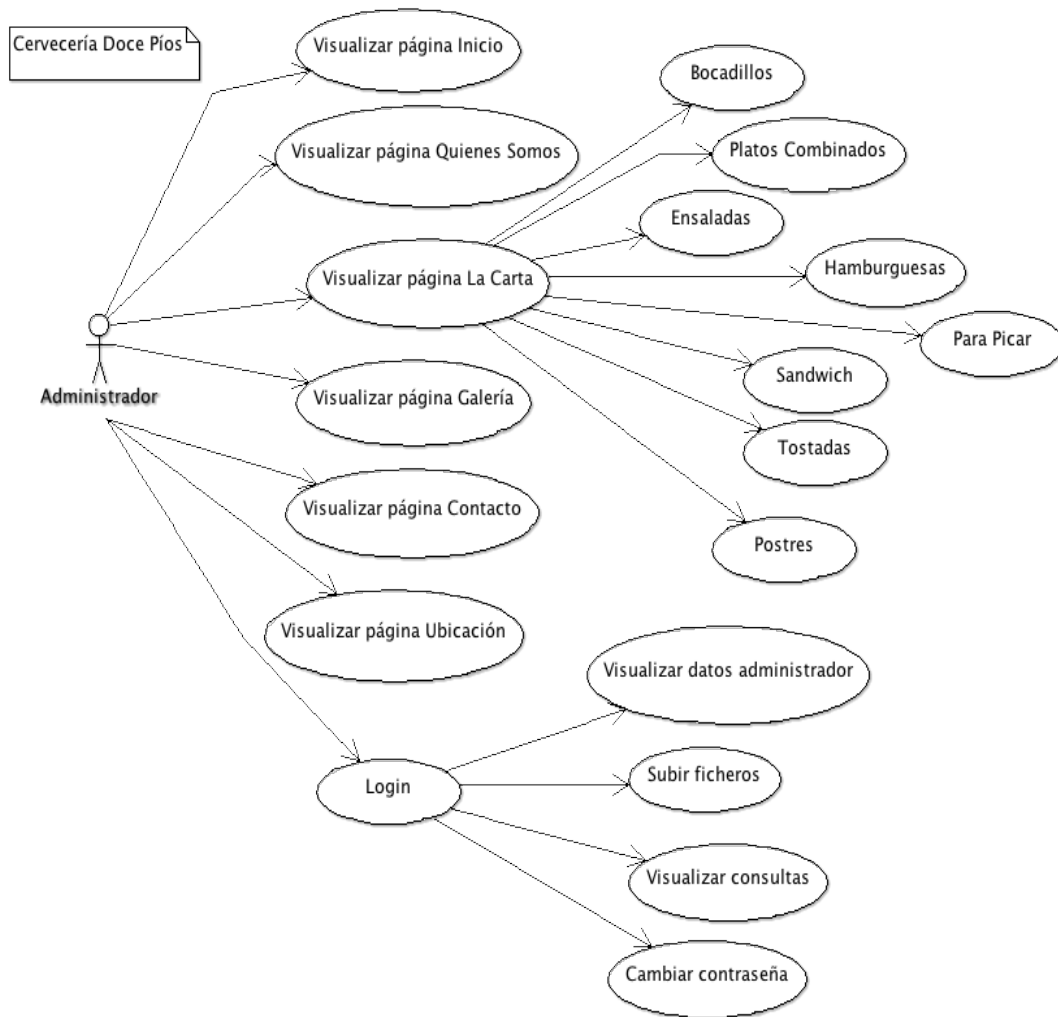 Cervecería Doce Píos
Visualizar página Inicio
Bocadillos
Visualizar página Quienes Somos
Platos Combinados
Ensaladas
Visualizar página La Carta
Hamburguesas
Para Picar
Administrador
Sandwich
Visualizar página Galería
Tostadas
Visualizar página Contacto
Postres
Visualizar página Ubicación
Visualizar datos administrador
Login
Subir ficheros
Visualizar consultas
Cambiar contraseña